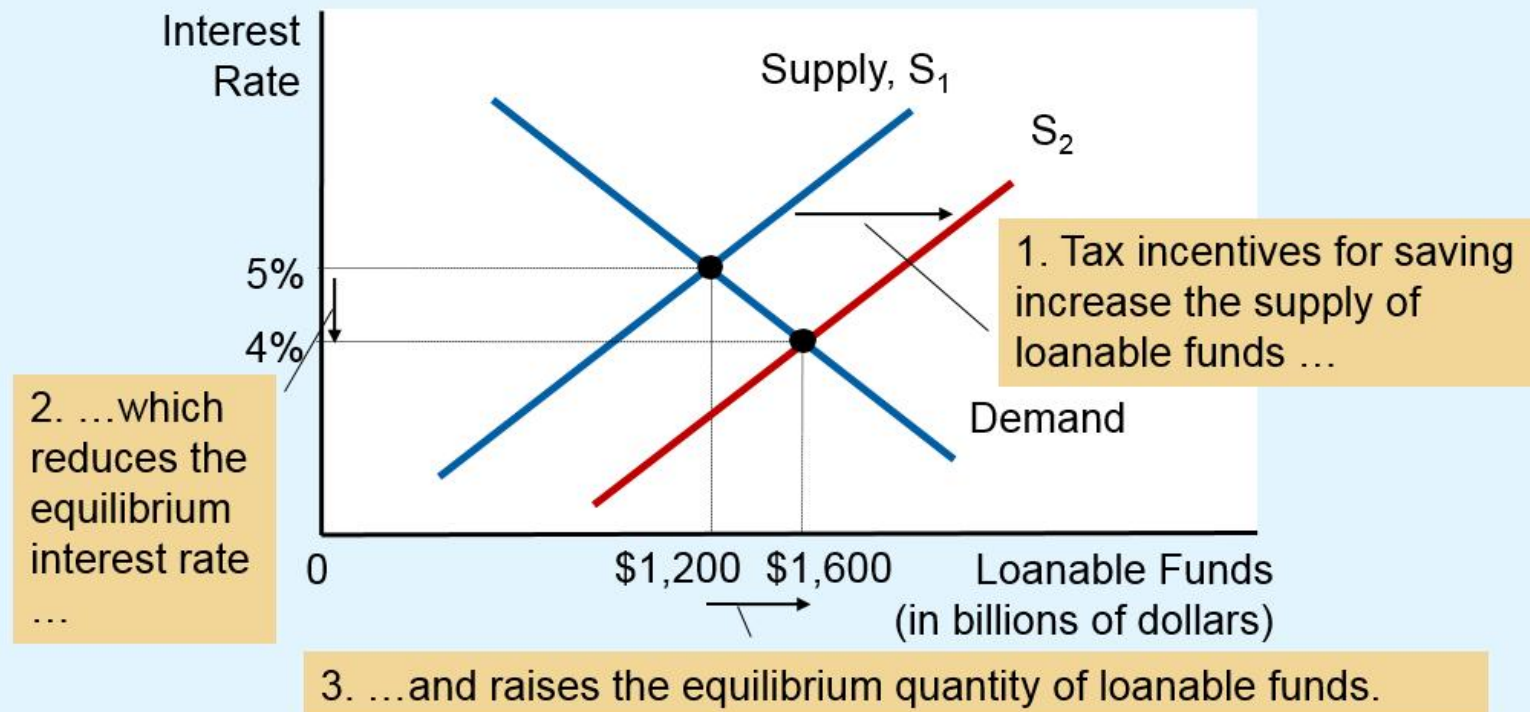 Interest
Rate
Supply, S₁
S₂
5%
4%
1. Tax incentives for saving
increase the supply of
loanable funds …
Demand
2. …which
reduces the
equilibrium
interest rate
…
0
$1,200
$1,600
Loanable Funds
(in billions of dollars)
3. …and raises the equilibrium quantity of loanable funds.